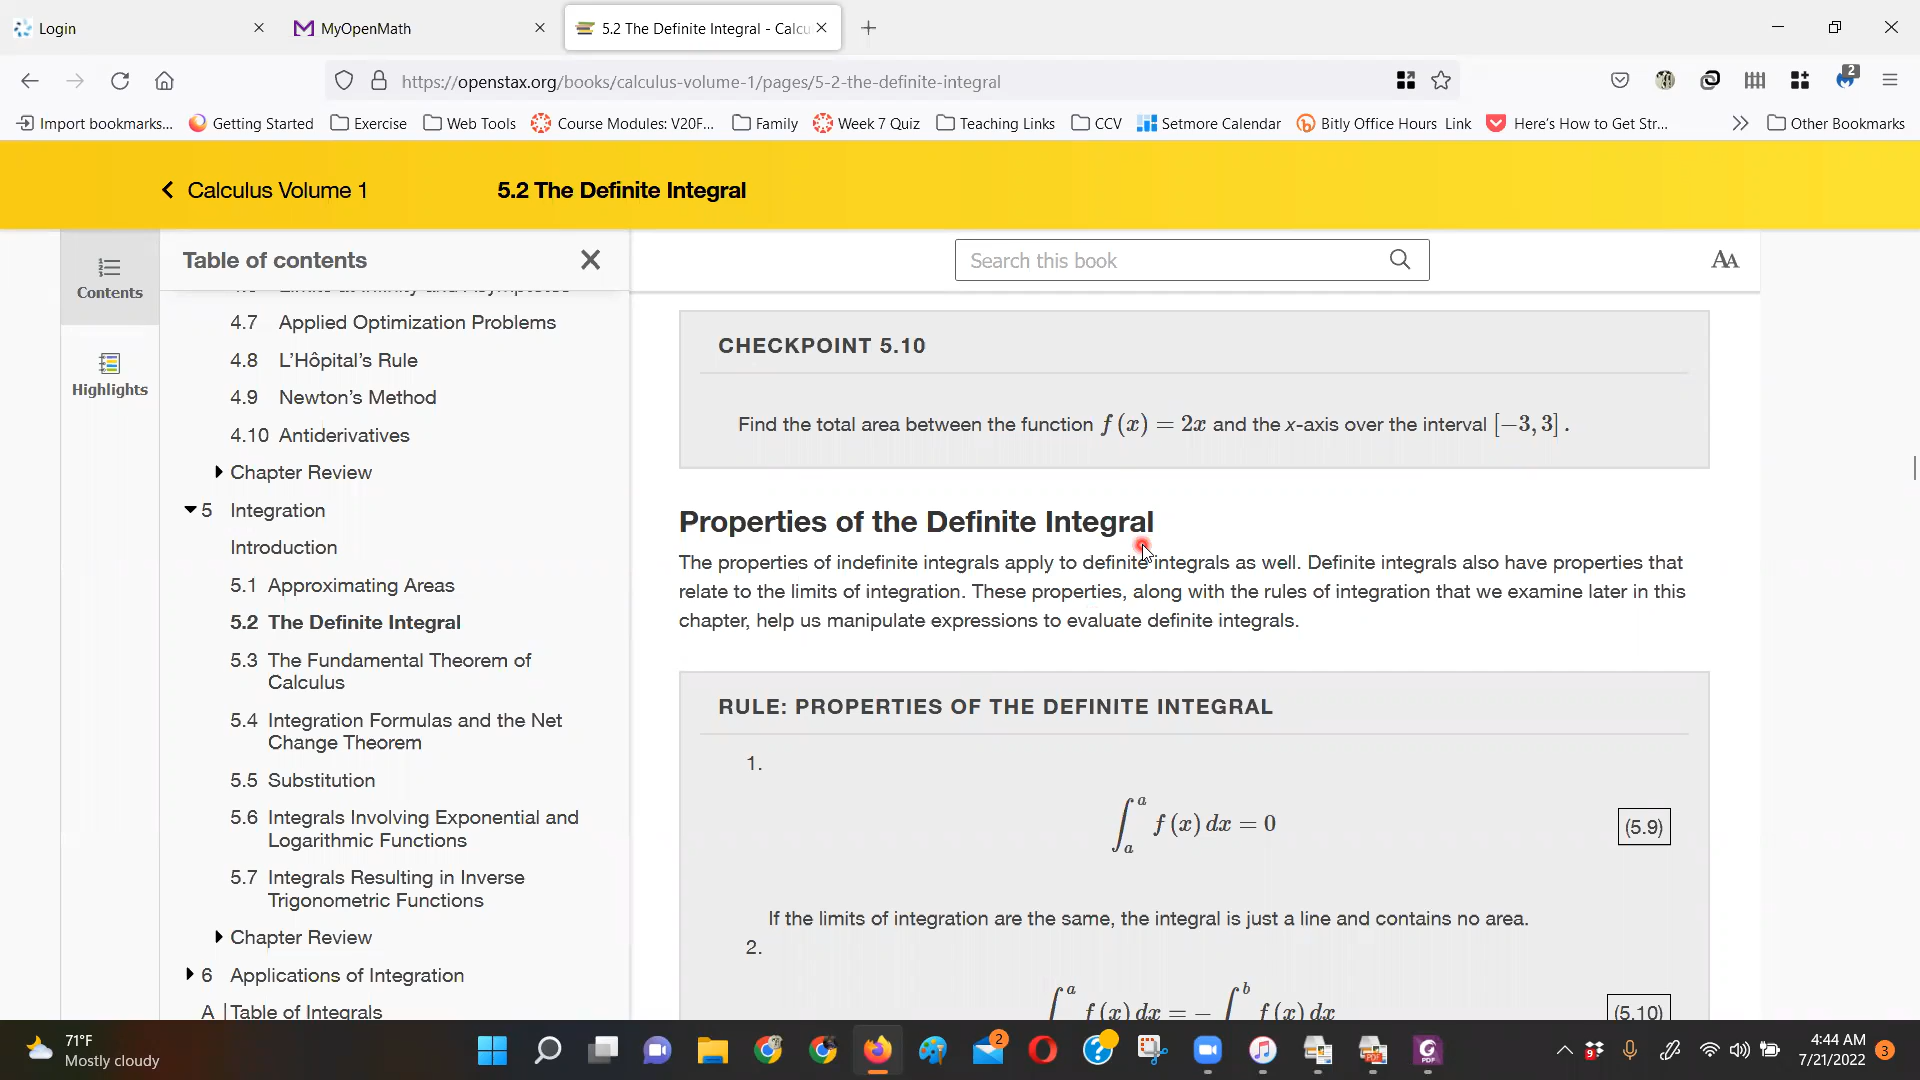 Login
MyOpenMath
5.2 The Definite Integral - Calcu
https://openstax.org/books/calculus-volume-1/pages/5-2-the-definite-integral
2
Import bookmarks...
Getting Started
Exercise
Web Tools
Course Modules: V20F...
Family
Week 7 Quiz
Teaching Links
CCV
Setmore Calendar
Bitly Office Hours Link
Here's How to Get Str...
Other Bookmarks
Calculus Volume 1
5.2 The Definite Integral
Contents
Highlights
Table of contents
4.7 Applied Optimization Problems
4.8 L'Hôpital's Rule
4.9 Newton's Method
4.10 Antiderivatives
Chapter Review
5 Integration
Introduction
5.1 Approximating Areas
5.2 The Definite Integral
5.3 The Fundamental Theorem of
Calculus
5.4 Integration Formulas and the Net
Change Theorem
5.5 Substitution
5.6 Integrals Involving Exponential and
Logarithmic Functions
5.7 Integrals Resulting in Inverse
Trigonometric Functions
Chapter Review
6 Applications of Integration
A | Table of Integrals
Search this book
AA
CHECKPOINT 5.10
Find the total area between the function f (x) = 2x and the x-axis over the interval [−3, 3] .
Properties of the Definite Integral
The properties of indefinite integrals apply to definite integrals as well. Definite integrals also have properties that
relate to the limits of integration. These properties, along with the rules of integration that we examine later in this
chapter, help us manipulate expressions to evaluate definite integrals.
RULE: PROPERTIES OF THE DEFINITE INTEGRAL
1.
∫_a^a f (x) dx = 0
(5.9)
If the limits of integration are the same, the integral is just a line and contains no area.
2.
∫^a f (x) dx = − ∫^b f (x) dx
(5.10)
71°F
Mostly cloudy
2
PDF
PDF
9
4:44 AM
7/21/2022
3